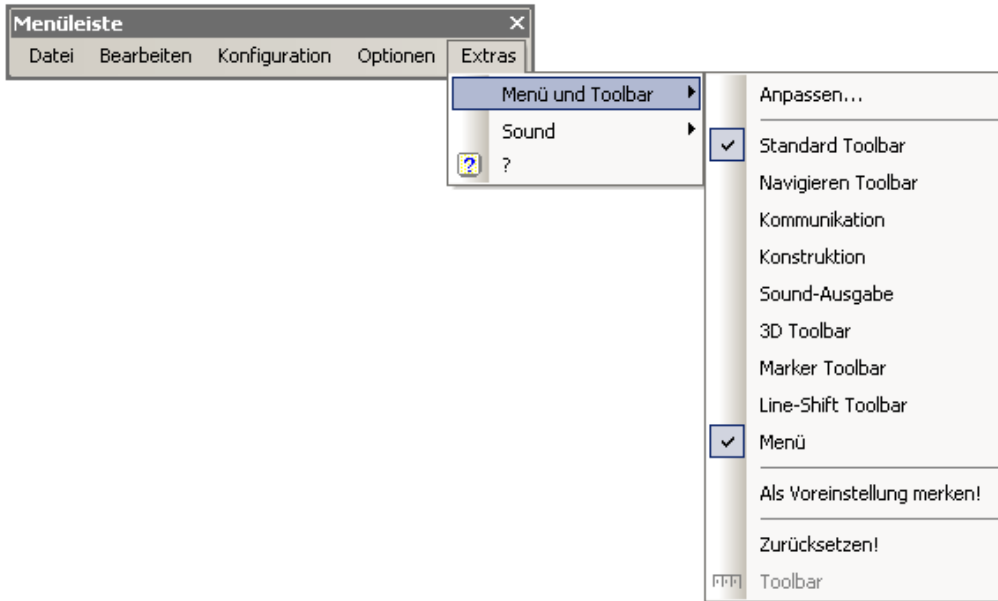 Menüleiste
Datei Bearbeiten Konfiguration Optionen Extras
Menü und Toolbar
Sound
?
Anpassen...
Standard Toolbar
Navigieren Toolbar
Kommunikation
Konstruktion
Sound-Ausgabe
3D Toolbar
Marker Toolbar
Line-Shift Toolbar
Menü
Als Voreinstellung merken!
Zurücksetzen!
Toolbar